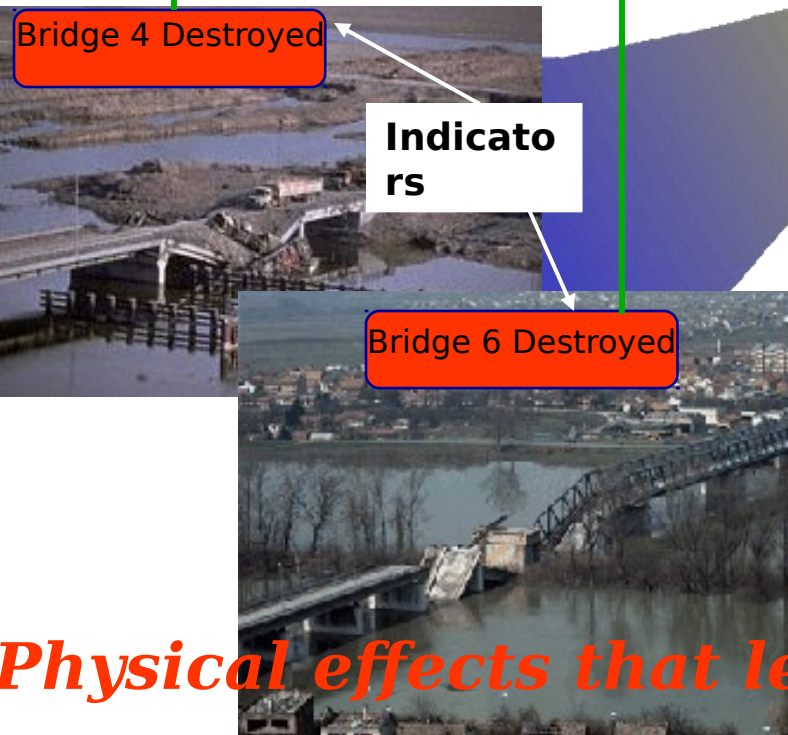 Bridge 4 Destroyed
Indicato
rs
Bridge 6 Destroyed
Physical effects that le